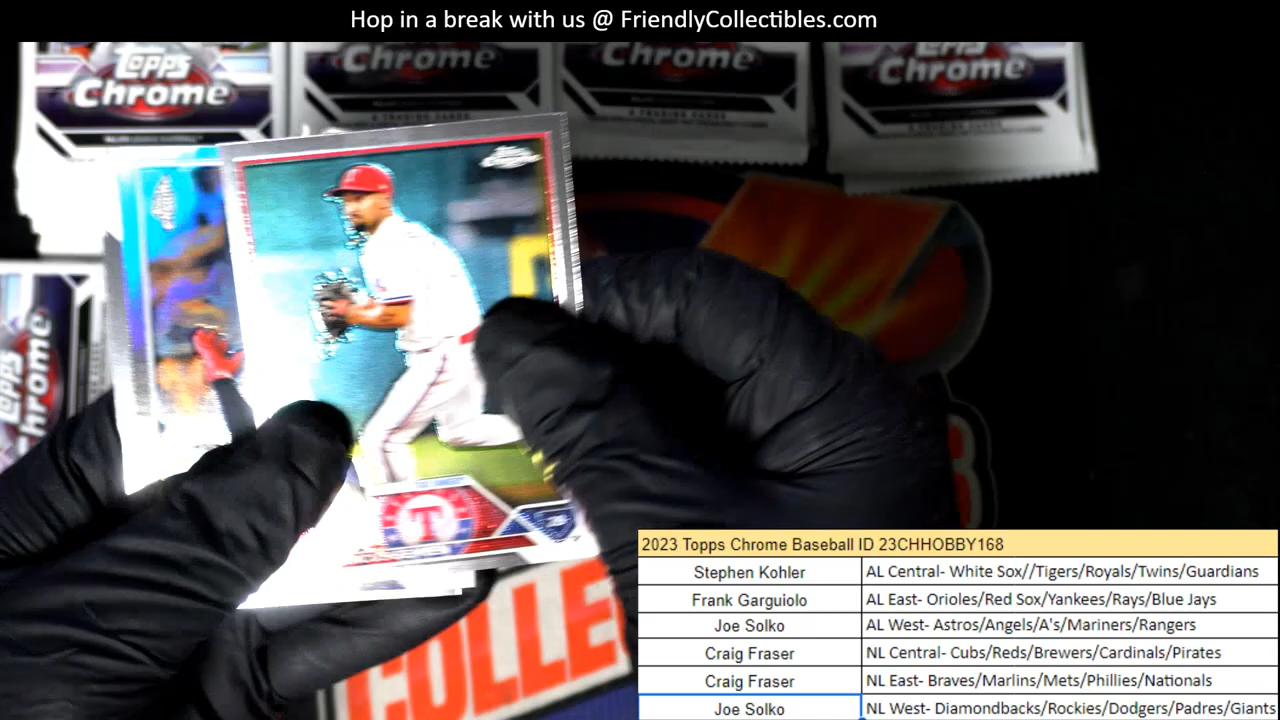 Hop in a break with us @ FriendlyCollectibles.com
Topps Chrome
Chrome
Chrome
Chrome
Topps Chrome
T
COLLE
2023 Topps Chrome Baseball ID 23CHHOBBY168
Stephen Kohler AL Central- White Sox//Tigers/Royals/Twins/Guardians
Frank Garguiolo AL East- Orioles/Red Sox/Yankees/Rays/Blue Jays
Joe Solko AL West- Astros/Angels/A's/Mariners/Rangers
Craig Fraser NL Central- Cubs/Reds/Brewers/Cardinals/Pirates
Craig Fraser NL East- Braves/Marlins/Mets/Phillies/Nationals
Joe Solko NL West- Diamondbacks/Rockies/Dodgers/Padres/Giants